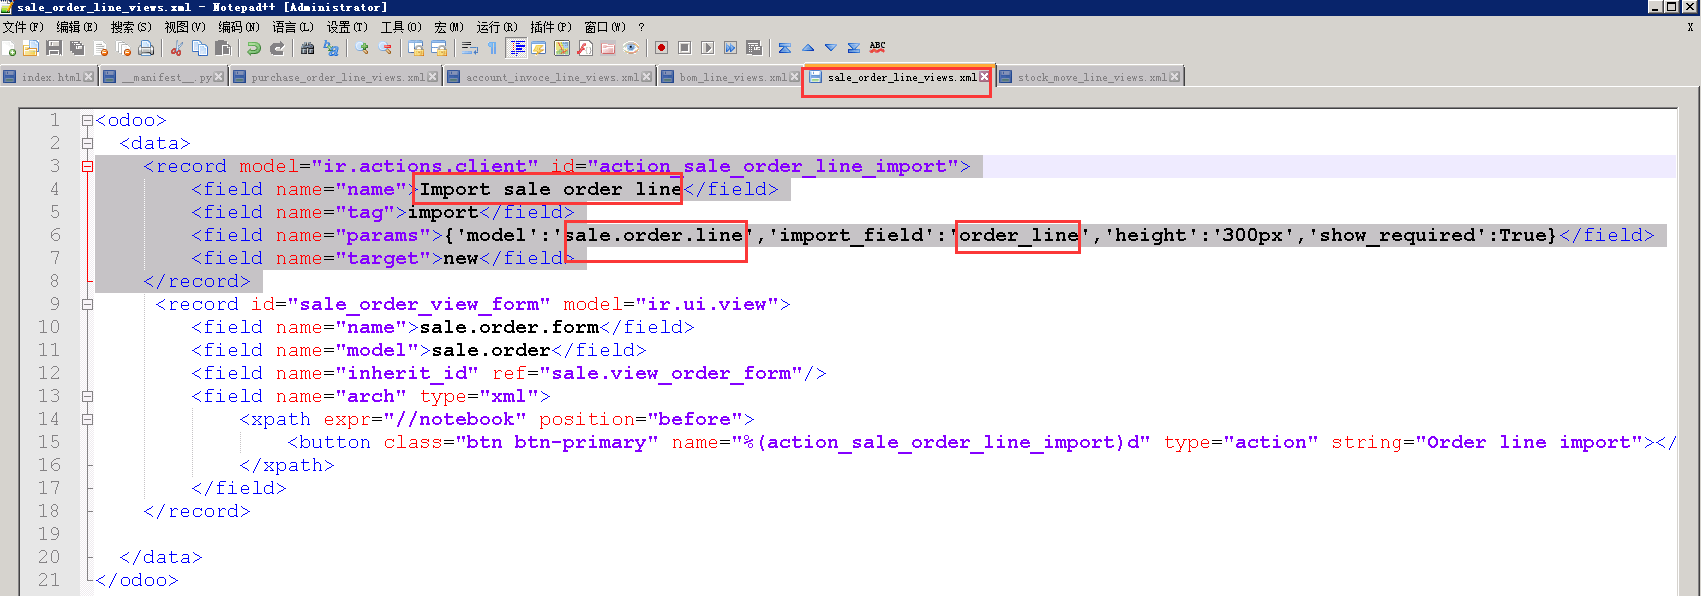 sale_order_line_views.xml - Notepad++ [Administrator]
文件(F) 编辑(E) 搜索(S) 视图(V) 编码(N) 语言(L) 设置(T) 工具(O) 宏(M) 运行(R) 插件(P) 窗口(W) ? X
ABC
index.html __manifest__.py purchase_order_line_views.xml account_invoce_line_views.xml bom_line_views.xml sale_order_line_views.xml stock_move_line_views.xml
1 <odoo>
2 <data>
3 <record model="ir.actions.client" id="action_sale_order_line_import">
4 <field name="name">Import sale order line</field>
5 <field name="tag">import</field>
6 <field name="params">{'model':'sale.order.line','import_field':'order_line','height':'300px','show_required':True}</field>
7 <field name="target">new</field>
8 </record>
9 <record id="sale_order_view_form" model="ir.ui.view">
10 <field name="name">sale.order.form</field>
11 <field name="model">sale.order</field>
12 <field name="inherit_id" ref="sale.view_order_form"/>
13 <field name="arch" type="xml">
14 <xpath expr="//notebook" position="before">
15 <button class="btn btn-primary" name="%(action_sale_order_line_import)d" type="action" string="Order line import"></
16 </xpath>
17 </field>
18 </record>
19
20 </data>
21 </odoo>